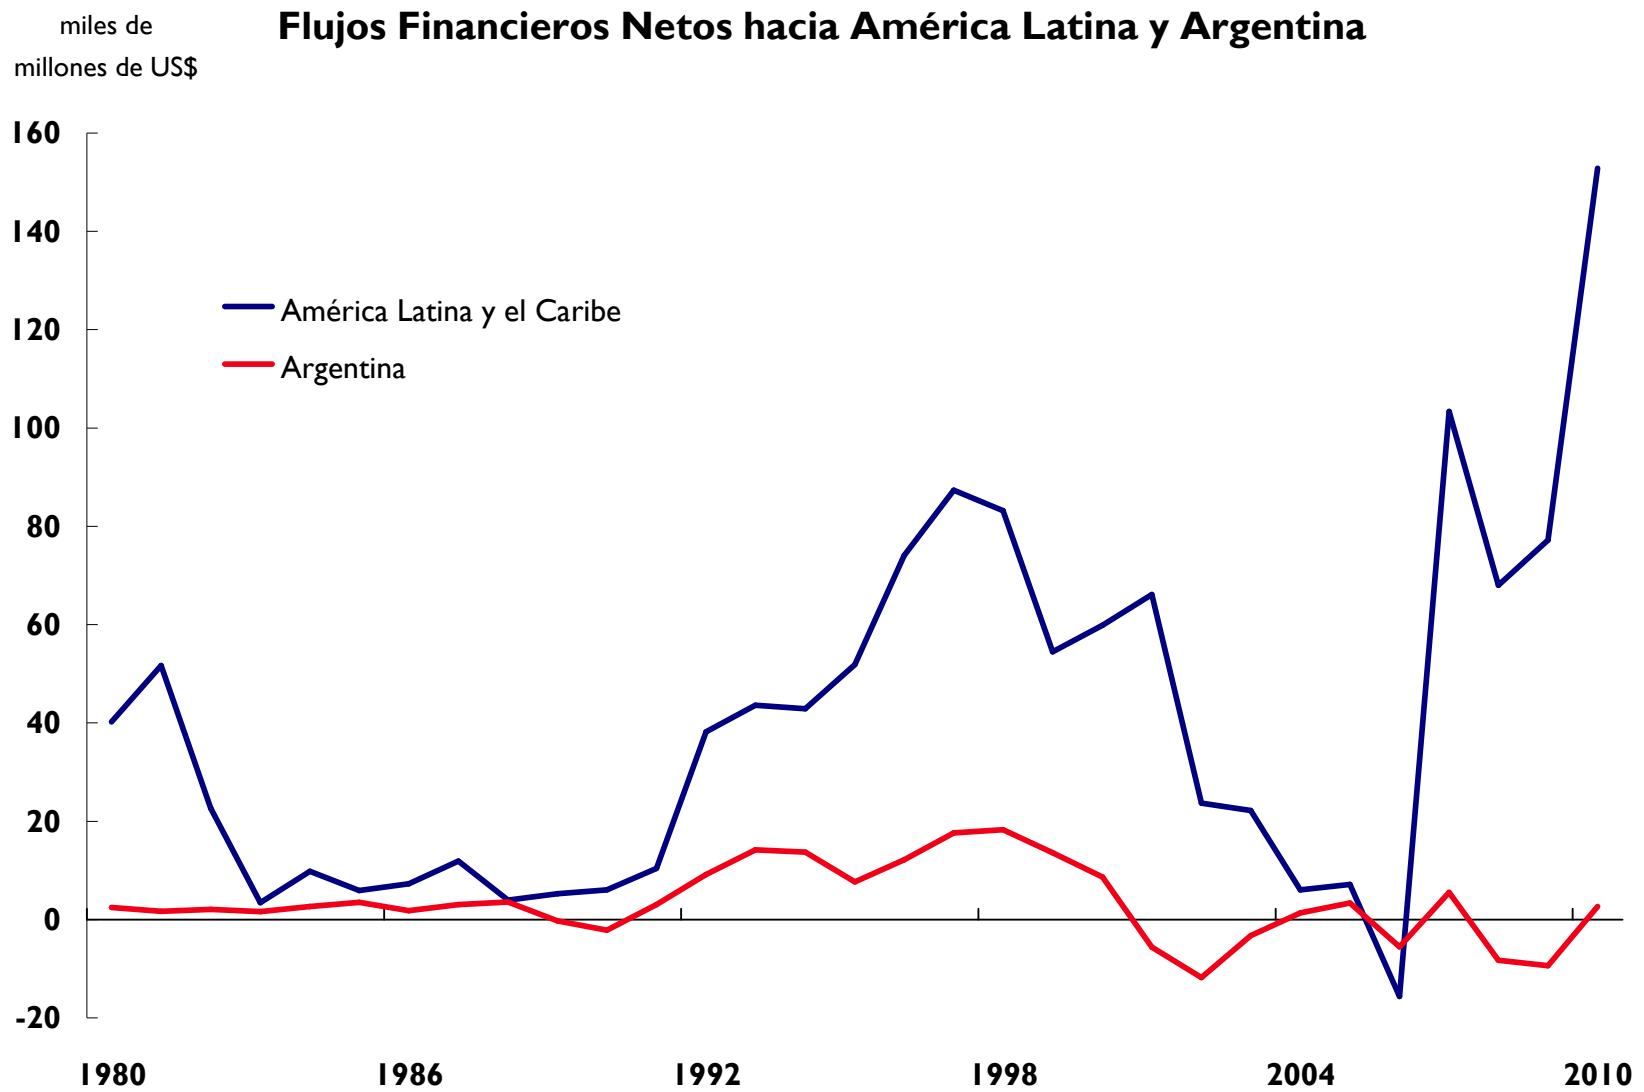 miles de
millones de US$
Flujos Financieros Netos hacia América Latina y Argentina
160
140
120
100
80
60
40
20
0
-20
América Latina y el Caribe
Argentina
1980 1986 1992 1998 2004 2010